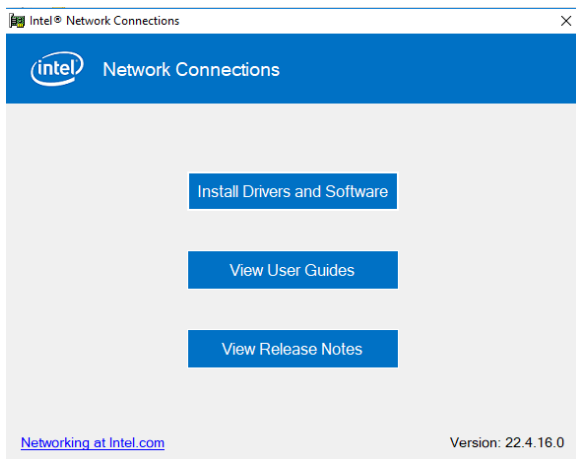 Intel® Network Connections
intel Network Connections
Install Drivers and Software
View User Guides
View Release Notes
Networking at Intel.com Version: 22.4.16.0